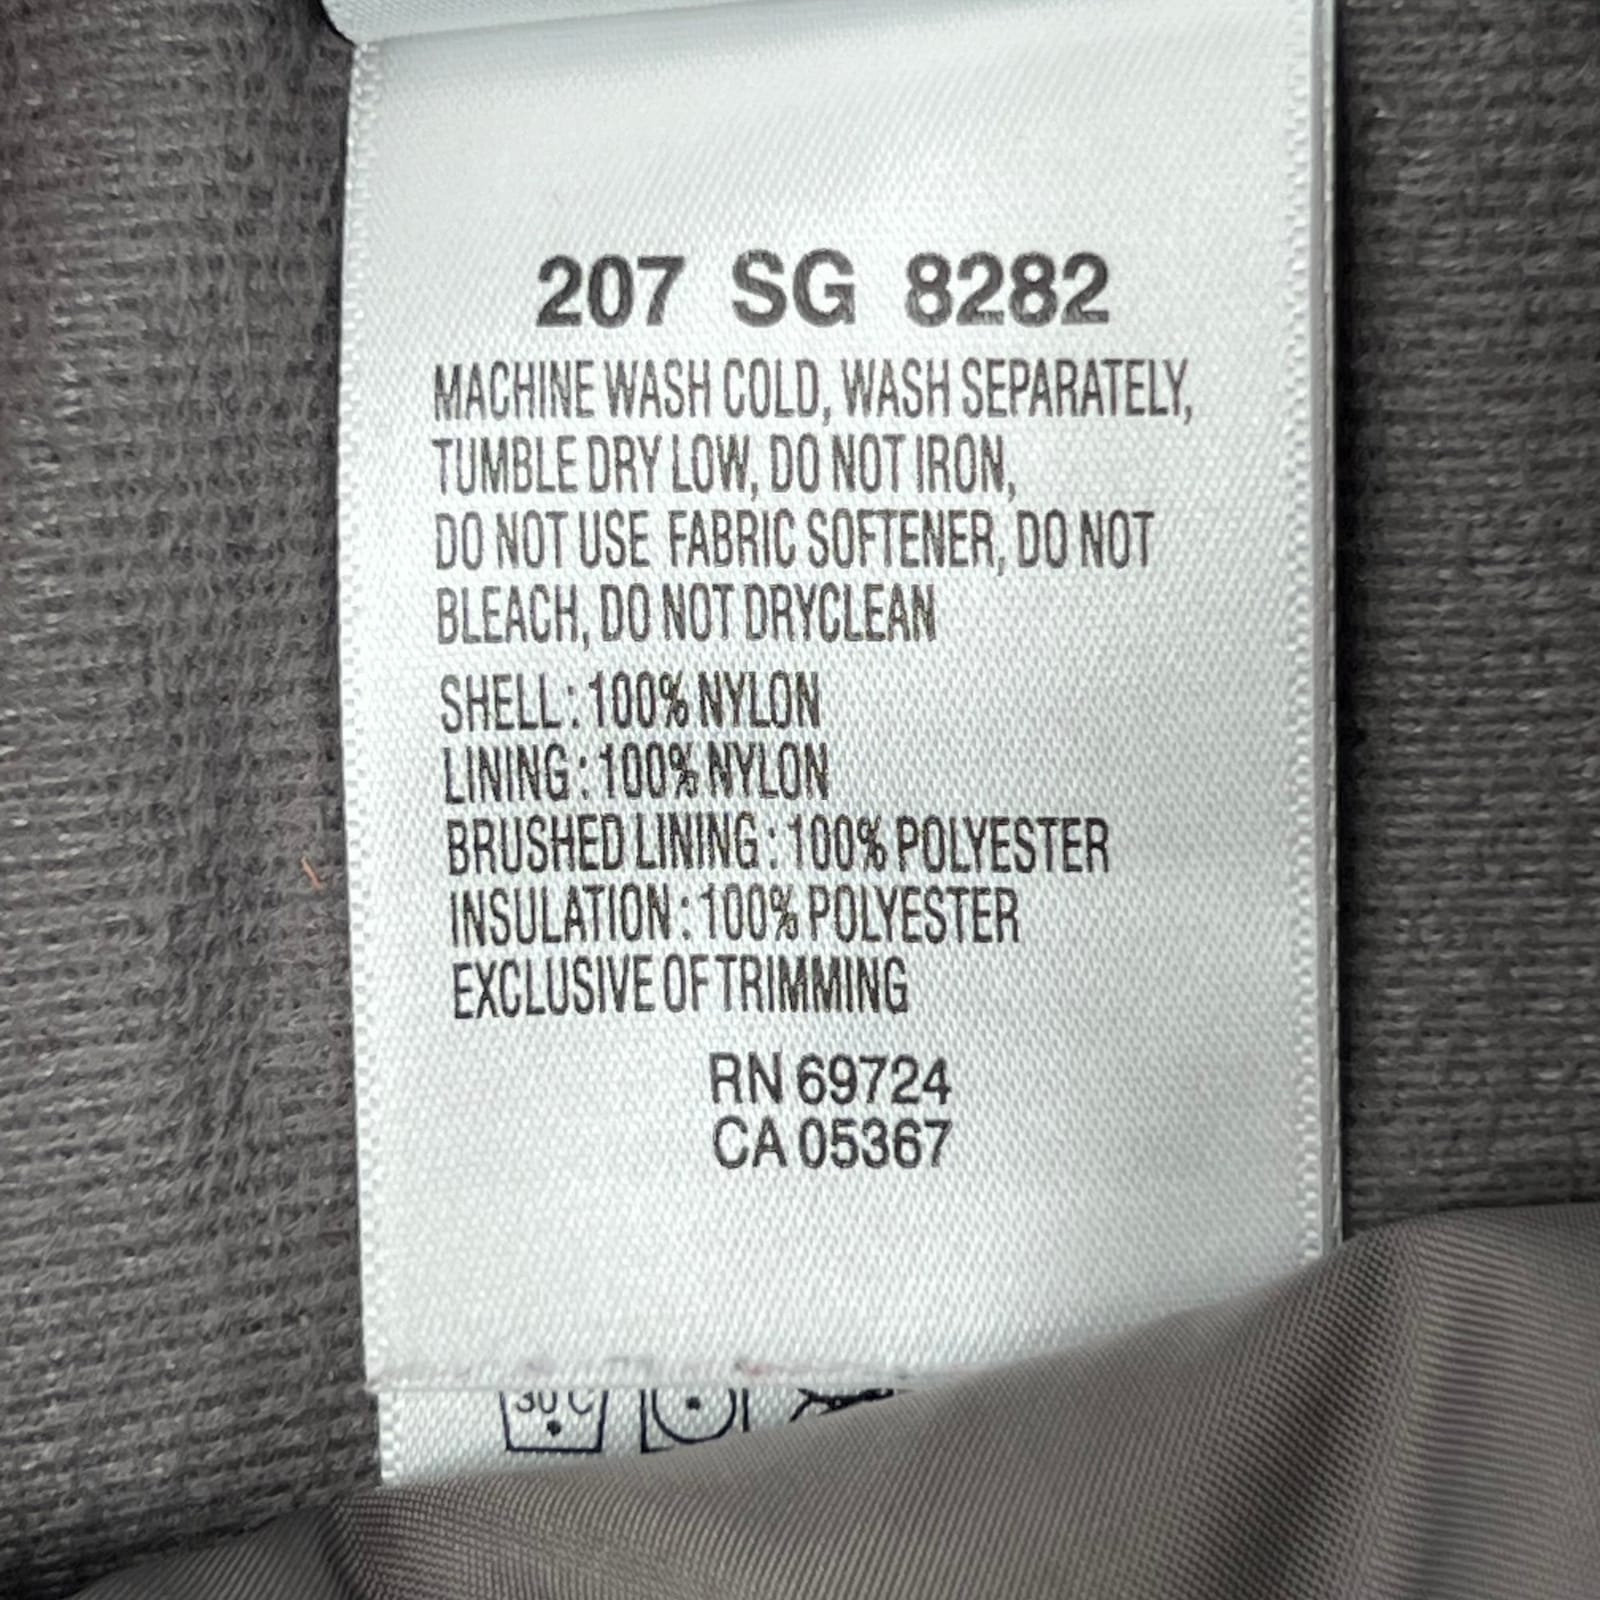 207 SG 8282
MACHINE WASH COLD, WASH SEPARATELY,
TUMBLE DRY LOW, DO NOT IRON,
DO NOT USE FABRIC SOFTENER, DO NOT
BLEACH, DO NOT DRYCLEAN
SHELL : 100% NYLON
LINING : 100% NYLON
BRUSHED LINING : 100% POLYESTER
INSULATION : 100% POLYESTER
EXCLUSIVE OF TRIMMING
RN 69724
CA 05367
30 C